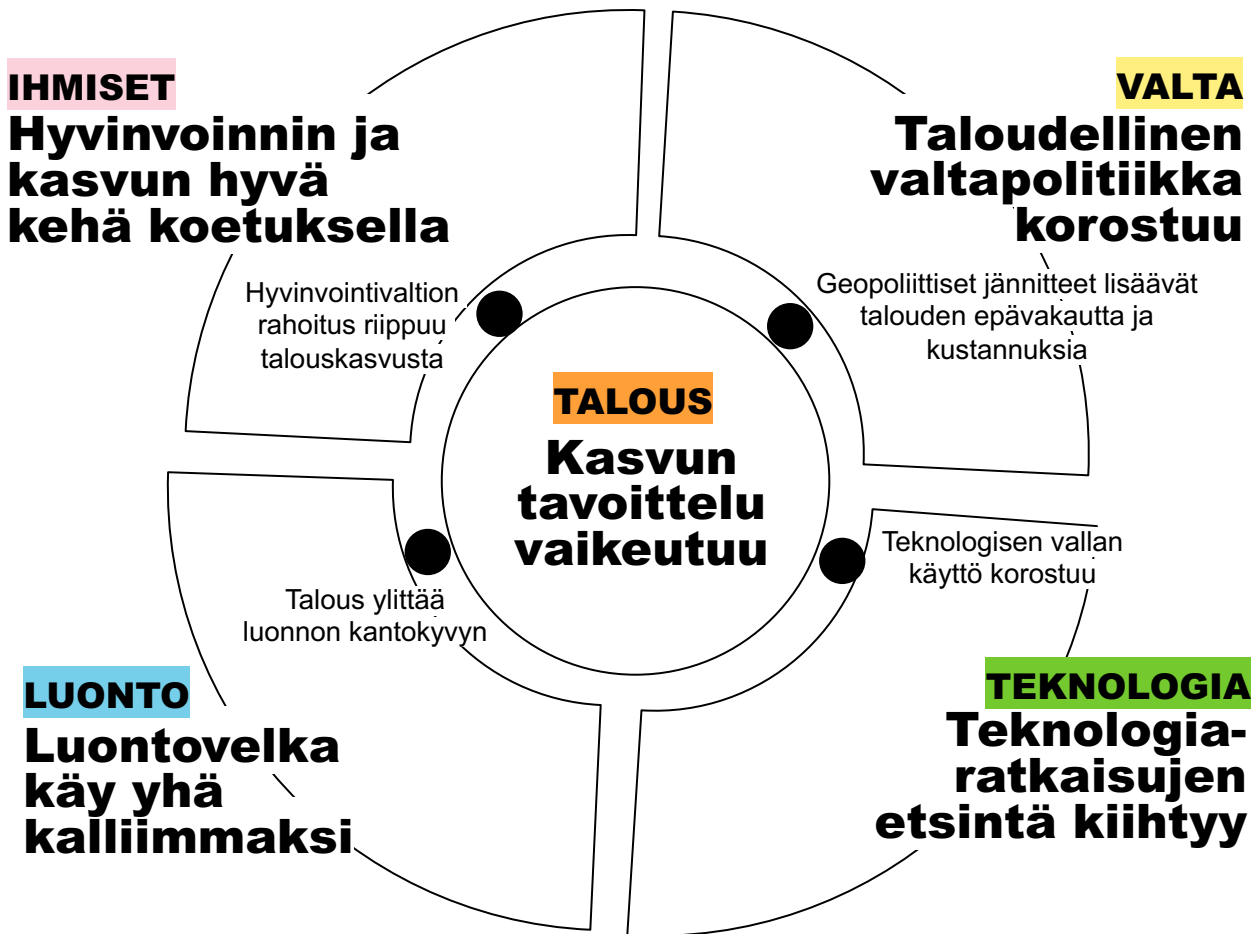 IHMISET
Hyvinvoinnin ja
kasvun hyvä
kehä koetuksella
Hyvinvointivaltion
rahoitus riippuu
talouskasvusta
VALTA
Taloudellinen
valtapolitiikka
korostuu
Geopoliittiset jännitteet lisäävät
talouden epävakautta ja
kustannuksia
TALOUS
Kasvun
tavoittelu
vaikeutuu
Talous ylittää
luonnon kantokyvyn
LUONTO
Luontovelka
käy yhä
kalliimmaksi
Teknologisen vallan
käyttö korostuu
TEKNOLOGIA
Teknologia-
ratkaisujen
etsintä kiihtyy